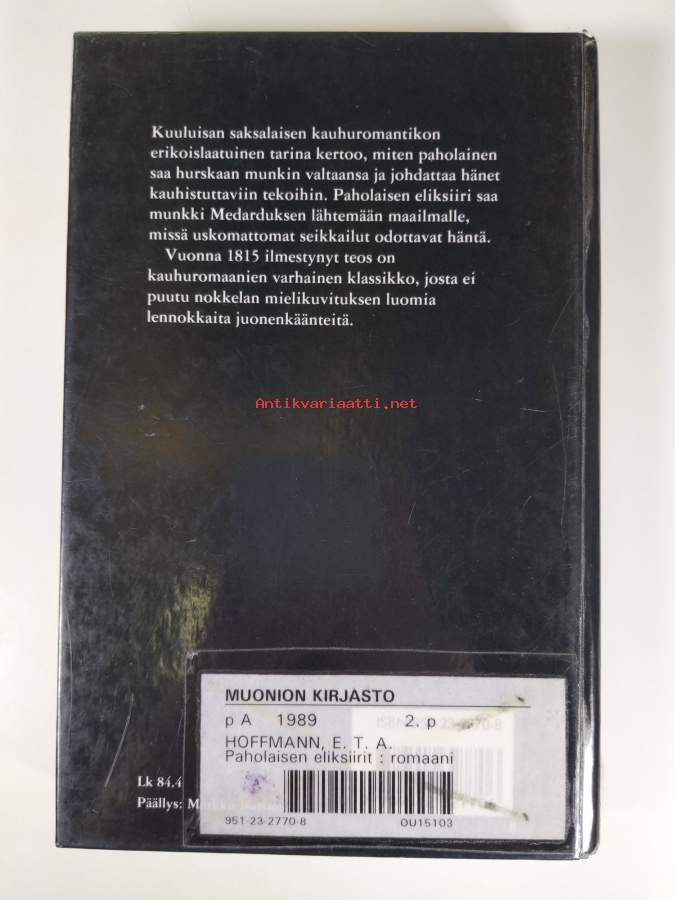 Kuuluisan saksalaisen kauhuromantikon
erikoislaatuinen tarina kertoo, miten paholainen
saa hurskaan munkin valtaansa ja johdattaa hänet
kauhistuttaviin tekoihin. Paholaisen eliksiiri saa
munkki Medarduksen lähtemään maailmalle,
missä uskomattomat seikkailut odottavat häntä.
Vuonna 1815 ilmestynyt teos on
kauhuromaanien varhainen klassikko, josta ei
puutu nokkelan mielikuvituksen luomia
lennokkaita juonenkäänteitä.
Antikvariaatti.net
MUONION KIRJASTO
p A 1989 2. p
HOFFMANN, E. T. A.
Paholaisen eliksiirit : romaani
Lk 84.4
Päällys:
951-23-2770-8 OU15103